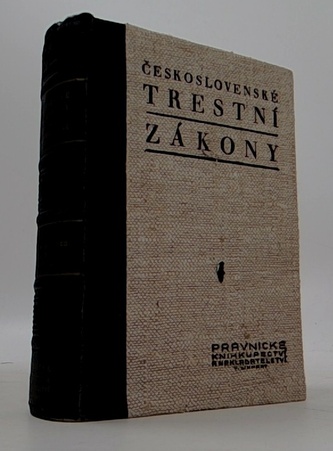 ČESKOSLOVENSKÉ
TRESTNÍ
ZÁKONY
PRÁVNICKÉ
KNIHKUPECTVÍ
A NAKLADATELSTVÍ